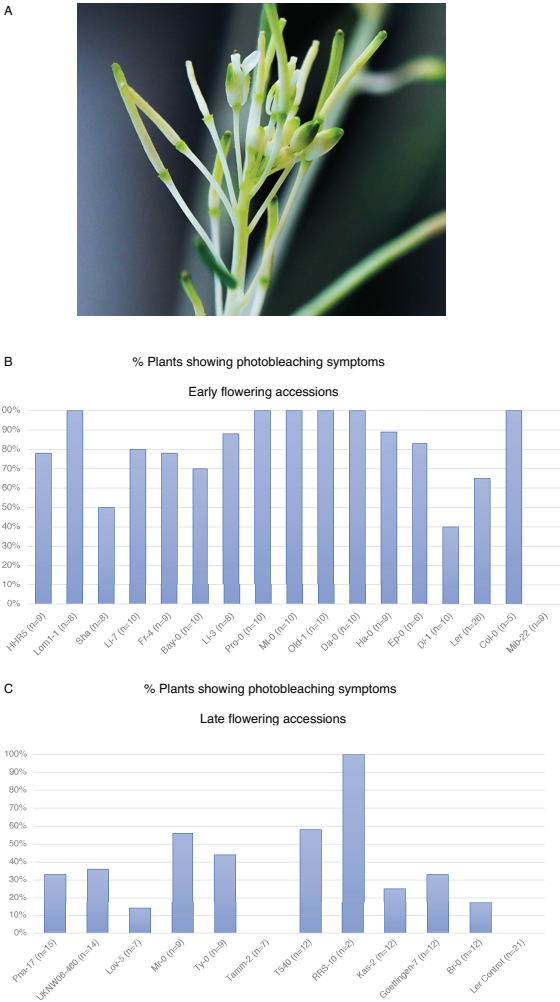 A
B
% Plants showing photobleaching symptoms
Early flowering accessions
00%
90%
80%
70%
60%
50%
40%
30%
20%
10%
0%
HHR5 (n=9)
Lom1-1 (n=8)
Sha (n=8)
Li-7 (n=10)
Fr-4 (n=9)
Bay-0 (n=10)
Li-3 (n=8)
Pro-0 (n=10)
Mt-0 (n=10)
Old-1 (n=10)
Da-0 (n=10)
Ha-0 (n=9)
Ep-0 (n=6)
Di-1 (n=10)
Ler (n=26)
Col-0 (n=5)
Mib-22 (n=9)
C
% Plants showing photobleaching symptoms
Late flowering accessions
100%
90%
80%
70%
60%
50%
40%
30%
20%
10%
0%
Pna-17 (n=15)
UKNW06-460 (n=14)
Lov-5 (n=7)
Mr-0 (n=9)
Ty-0 (n=9)
Tamm-2 (n=7)
TS40 (n=12)
RRS-10 (n=2)
Kas-2 (n=12)
Goettingen-7 (n=12)
Br-0 (n=12)
Ler Control (n=21)